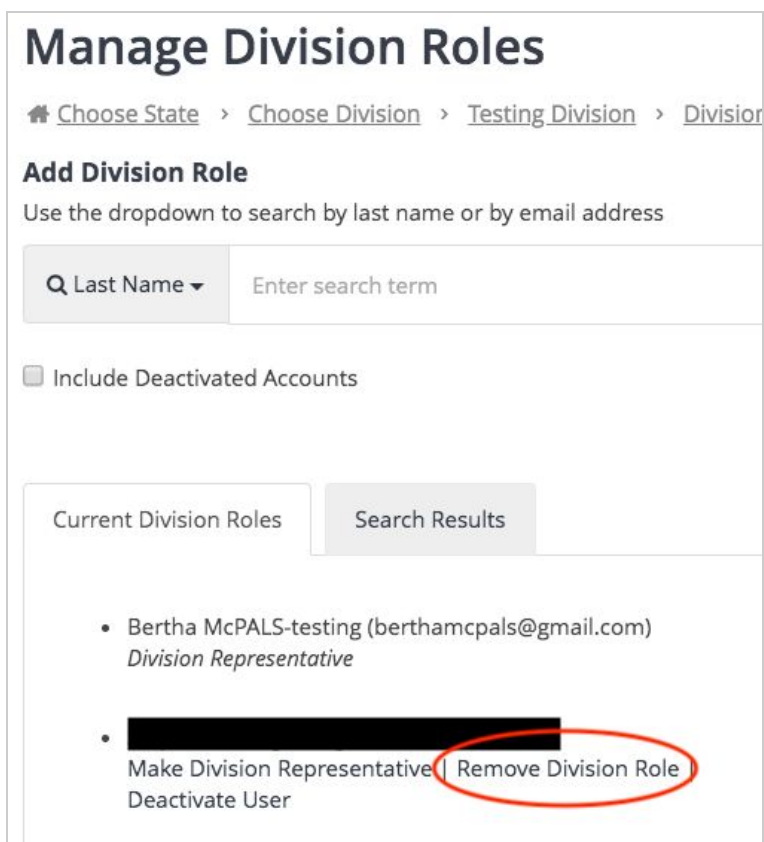 Manage Division Roles
Choose State > Choose Division > Testing Division > Division
Add Division Role
Use the dropdown to search by last name or by email address
Last Name Enter search term
Include Deactivated Accounts
Current Division Roles Search Results
• Bertha McPALS-testing (berthamcpals@gmail.com)
Division Representative
•
Make Division Representative | Remove Division Role |
Deactivate User